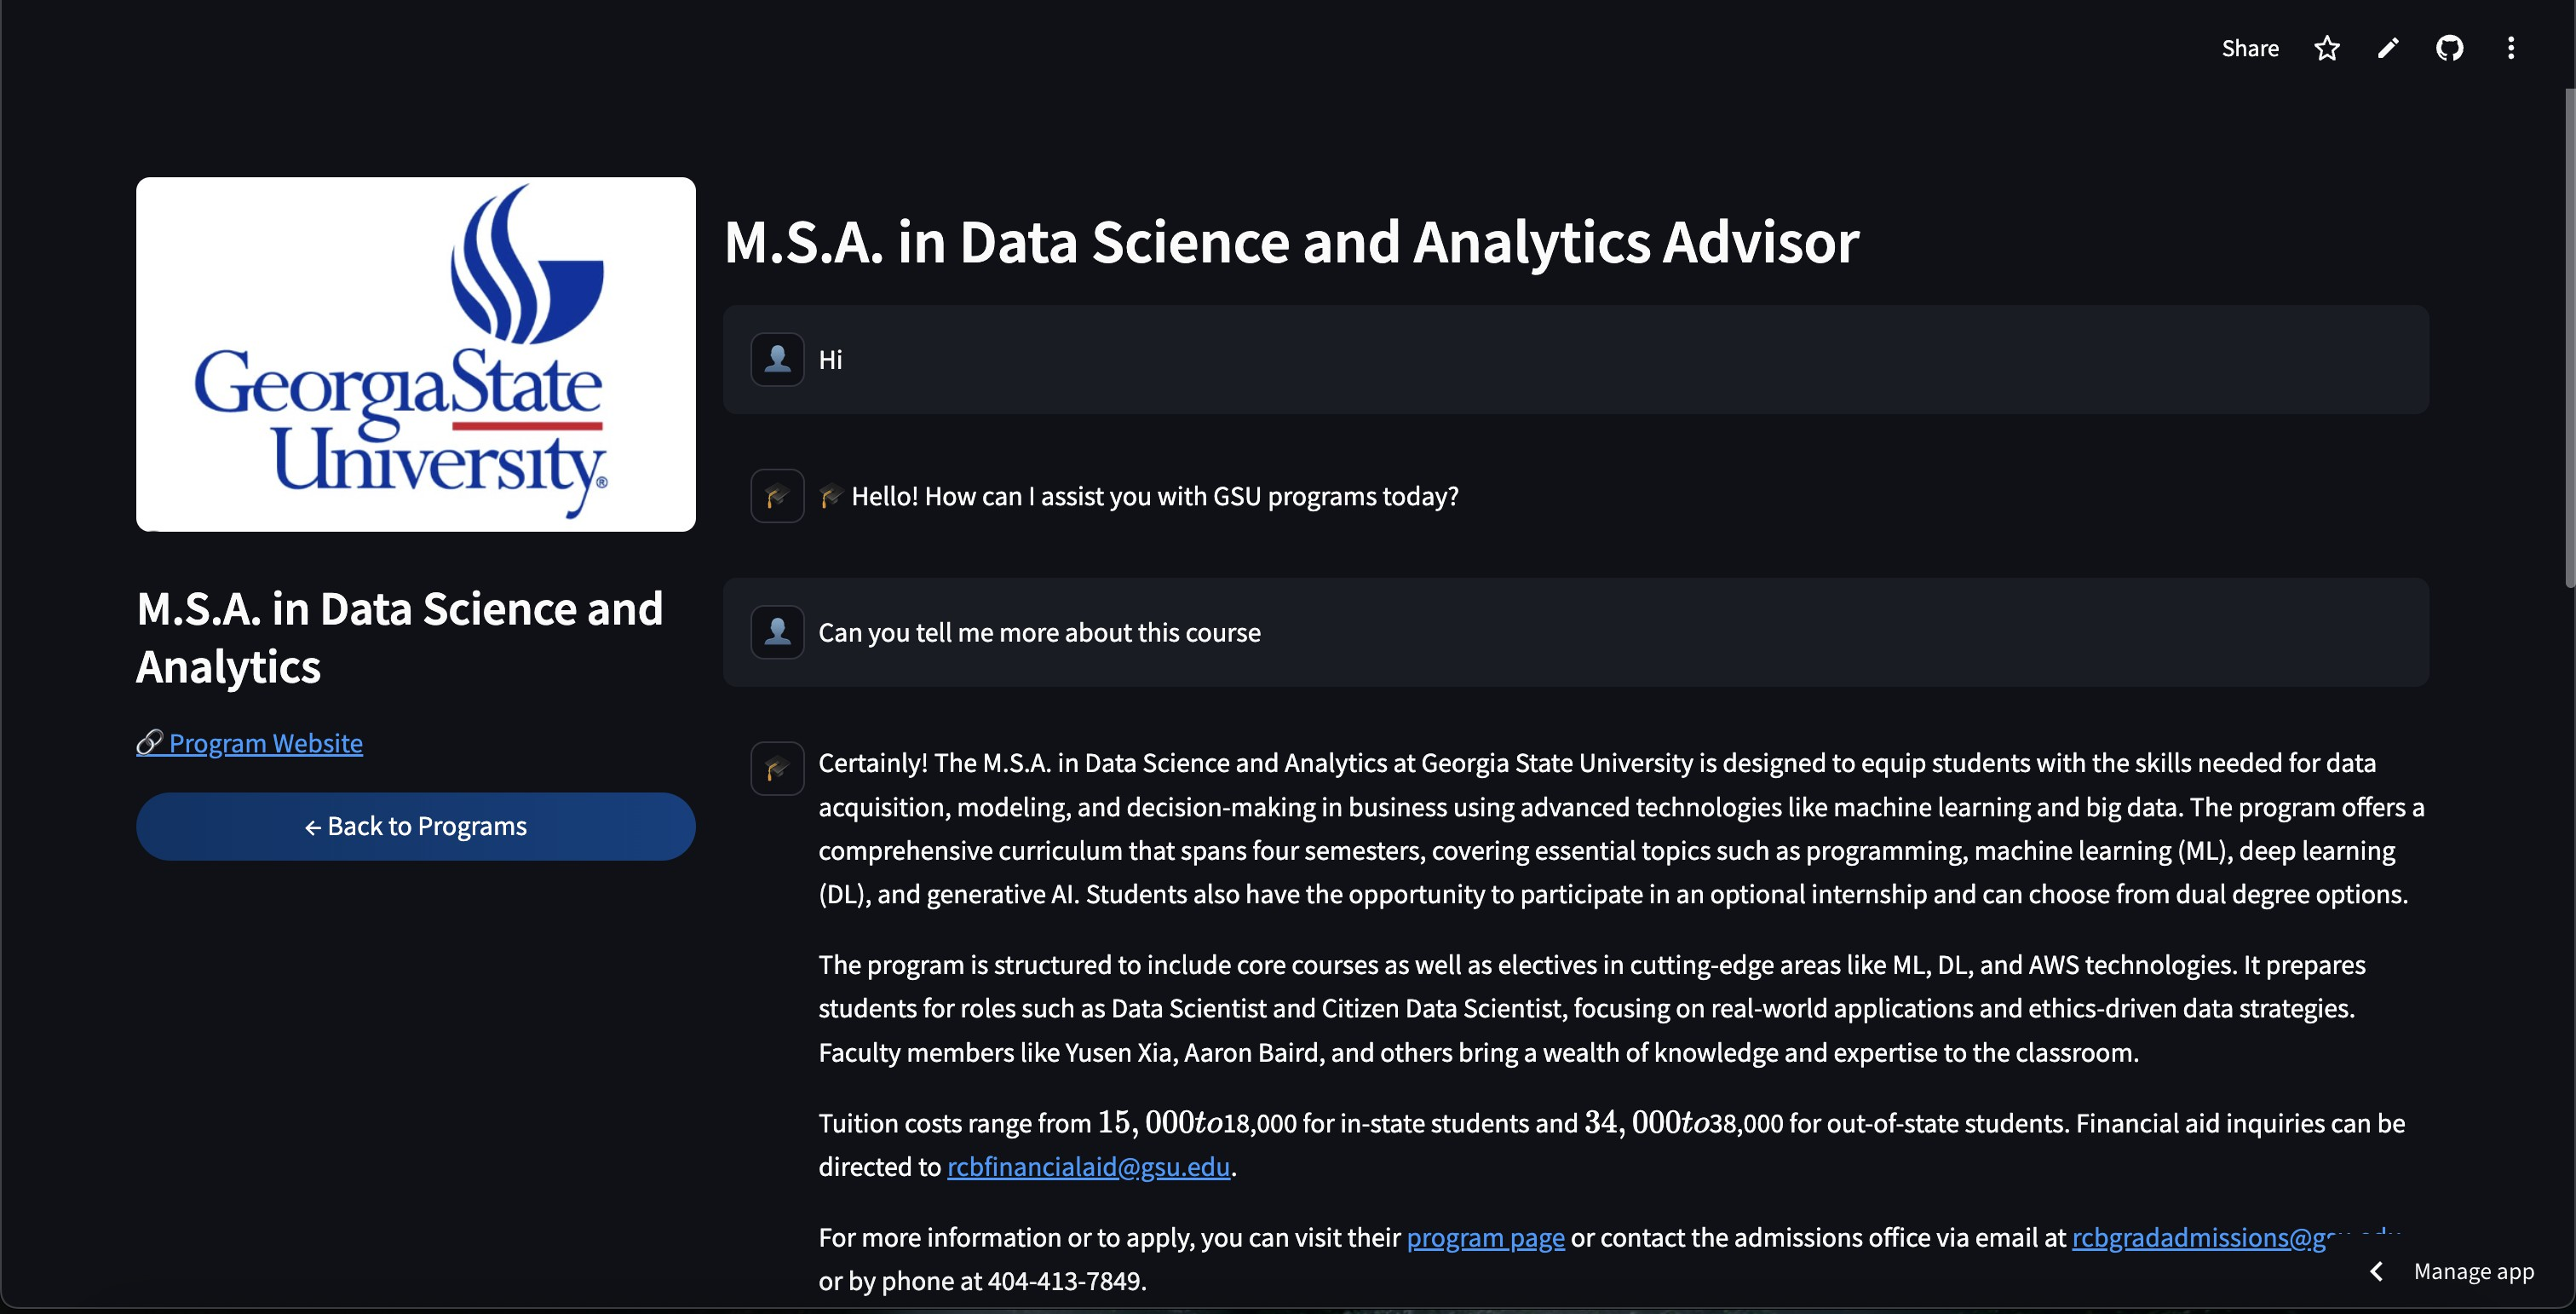 Share
Georgia State
University®
M.S.A. in Data Science and
Analytics
🔗 Program Website
← Back to Programs
M.S.A. in Data Science and Analytics Advisor
Hi
🎓 Hello! How can I assist you with GSU programs today?
Can you tell me more about this course
Certainly! The M.S.A. in Data Science and Analytics at Georgia State University is designed to equip students with the skills needed for data
acquisition, modeling, and decision-making in business using advanced technologies like machine learning and big data. The program offers a
comprehensive curriculum that spans four semesters, covering essential topics such as programming, machine learning (ML), deep learning
(DL), and generative AI. Students also have the opportunity to participate in an optional internship and can choose from dual degree options.
The program is structured to include core courses as well as electives in cutting-edge areas like ML, DL, and AWS technologies. It prepares
students for roles such as Data Scientist and Citizen Data Scientist, focusing on real-world applications and ethics-driven data strategies.
Faculty members like Yusen Xia, Aaron Baird, and others bring a wealth of knowledge and expertise to the classroom.
Tuition costs range from 15, 000to18,000 for in-state students and 34, 000to38,000 for out-of-state students. Financial aid inquiries can be
directed to rcbfinancialaid@gsu.edu.
For more information or to apply, you can visit their program page or contact the admissions office via email at
or by phone at 404-413-7849.
Manage app